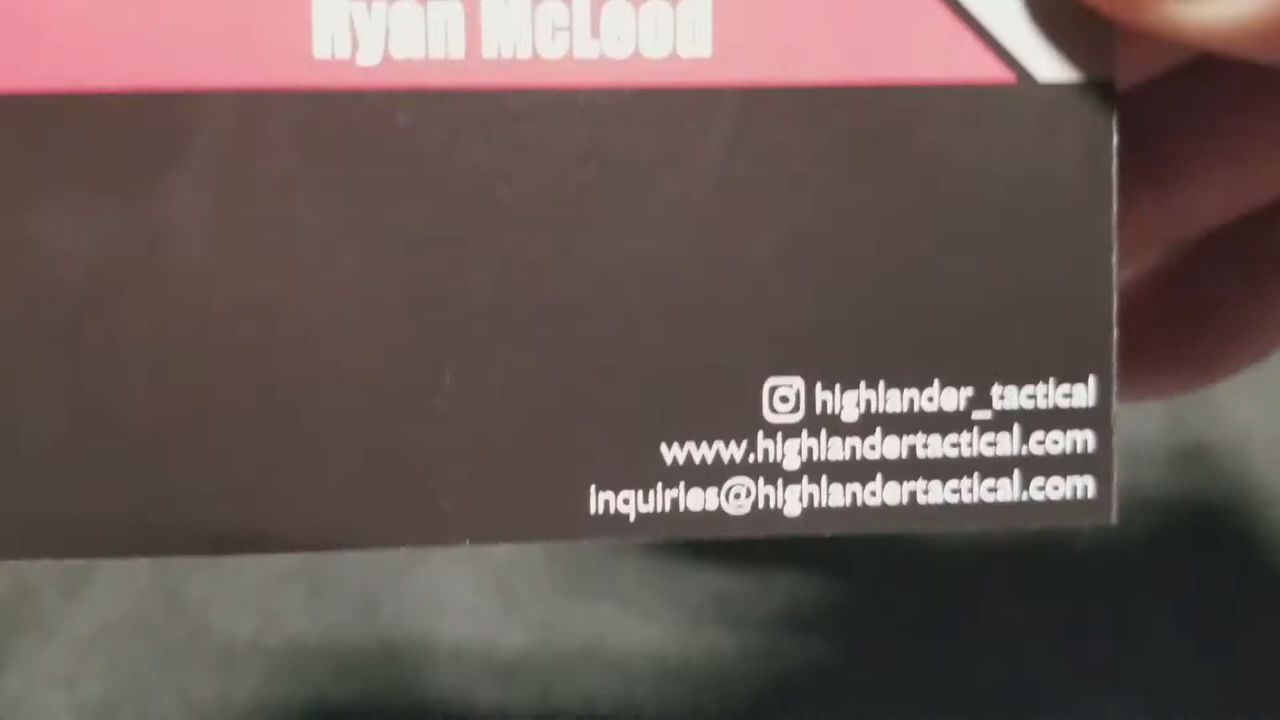 Ryan McLeod
highlander_tactical
www.highlandertactical.com
inquiries@highlandertactical.com